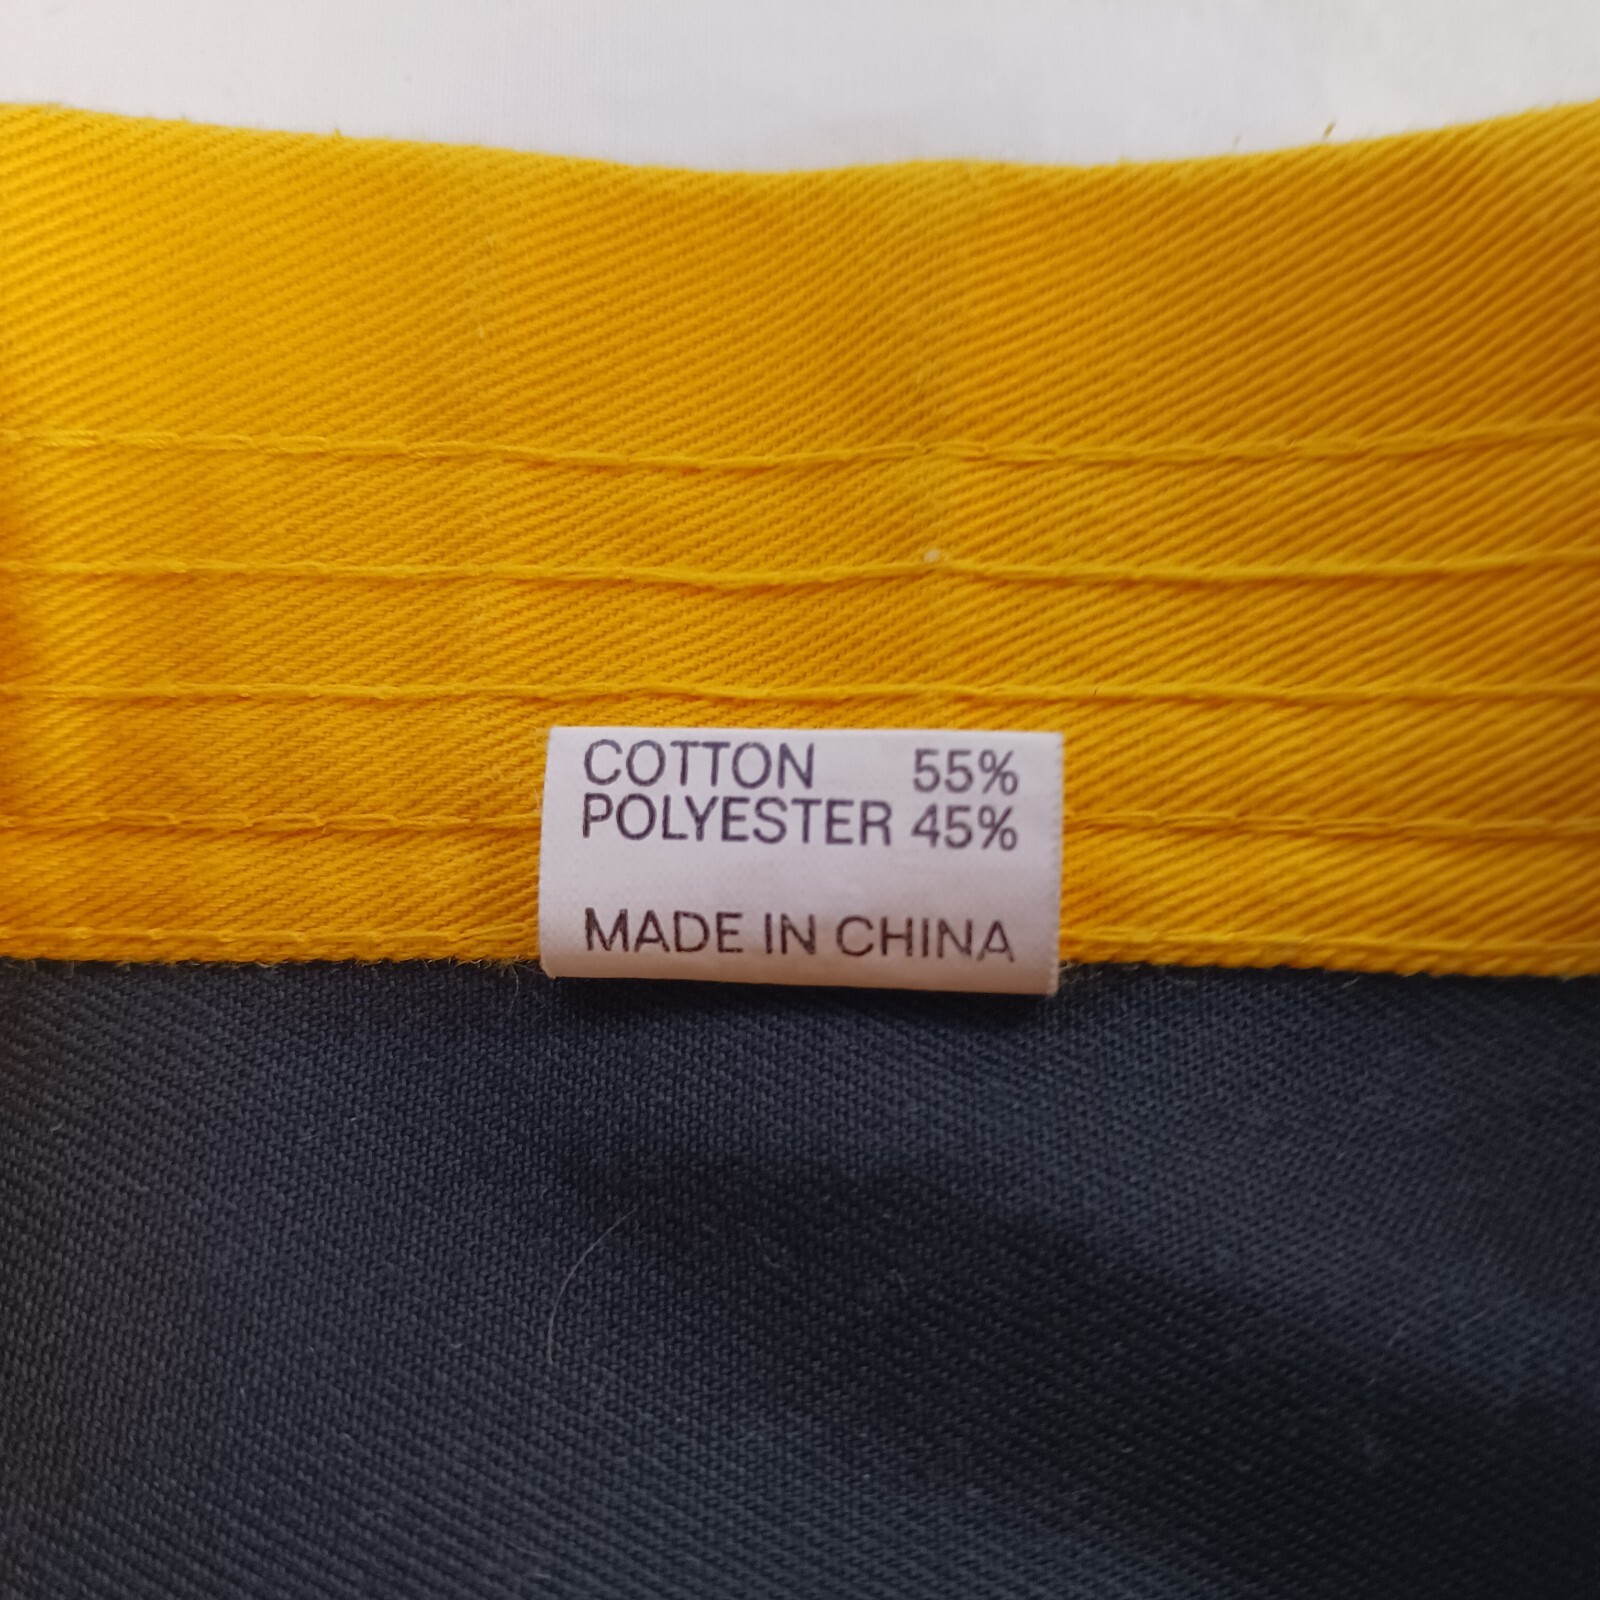 COTTON 55%
POLYESTER 45%
MADE IN CHINA